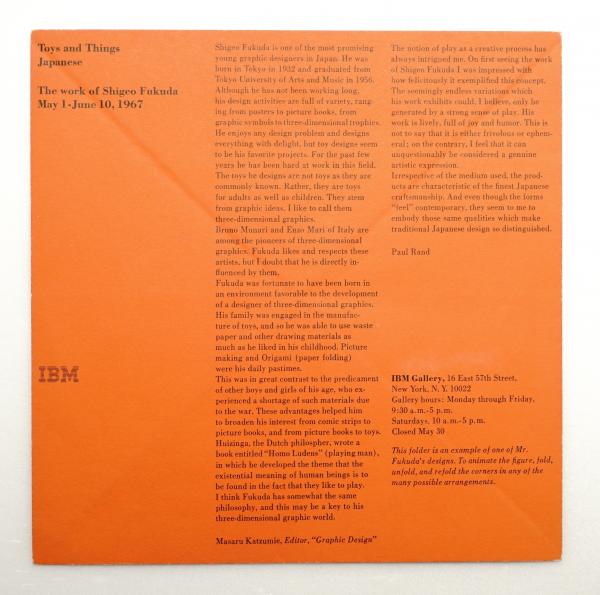 Toys and Things
Japanese
The work of Shigeo Fukuda
May 1-June 10, 1967
IBM
Shigeo Fukuda is one of the most promising
young graphic designers in Japan. He was
born in Tokyo in 1932 and graduated from
Tokyo University of Arts and Music in 1956.
Although he has not been working long,
his design activities are full of variety, rang-
ing from posters to picture books, from
graphic symbols to three-dimensional trophies.
He enjoys any design problem and designs
everything with delight, but toy designs seem
to be his favorite projects. For the past few
years he has been hard at work in this field.
The toys he designs are not toys as they are
commonly known. Rather, they are toys
for adults as well as children. They stem
from graphic ideas. I like to call them
three-dimensional graphics.
Bruno Munari and Enzo Mari of Italy are
among the pioneers of three-dimensional
graphics. Fukuda likes and respects these
artists, but I doubt that he is directly in-
fluenced by them.
Fukuda was fortunate to have been born in
an environment favorable to the development
of a designer of three-dimensional graphics.
His family was engaged in the manufac-
ture of toys, and so he was able to use waste
paper and other drawing materials as
much as he liked in his childhood. Picture
making and Origami (paper folding)
were his daily pastimes.
This was in great contrast to the predicament
of other boys and girls of his age, who ex-
perienced a shortage of such materials due
to the war. These advantages helped him
to broaden his interest from comic strips to
picture books, and from picture books to toys.
Huizinga, the Dutch philospher, wrote a
book entitled "Homo Ludens" (playing man),
in which he developed the theme that the
existential meaning of human beings is to
be found in the fact that they like to play.
I think Fukuda has somewhat the same
philosophy, and this may be a key to his
three-dimensional graphic world.
Masaru Katzumie, Editor, "Graphic Design"
The notion of play as a creative process has
always intrigued me. On first seeing the work
of Shigeo Fukuda I was impressed with
how felicitously it exemplified this concept.
The seemingly endless variations which
his work exhibits could, I believe, only be
generated by a strong sense of play. His
work is lively, full of joy and humor. This is
not to say that it is either frivolous or ephem-
eral; on the contrary, I feel that it can
unquestionably be considered a genuine
artistic expression.
Irrespective of the medium used, the prod-
ucts are characteristic of the finest Japanese
craftsmanship. And even though the forms
"feel" contemporary, they seem to me to
embody those same qualities which make
traditional Japanese design so distinguished.
Paul Rand
IBM Gallery, 16 East 57th Street,
New York, N. Y. 10022
Gallery hours: Monday through Friday,
9:30 a.m.-5 p.m.
Saturdays, 10 a.m.-5 p.m.
Closed May 30
This folder is an example of one of Mr.
Fukuda's designs. To animate the figure, fold,
unfold, and refold the corners in any of the
many possible arrangements.